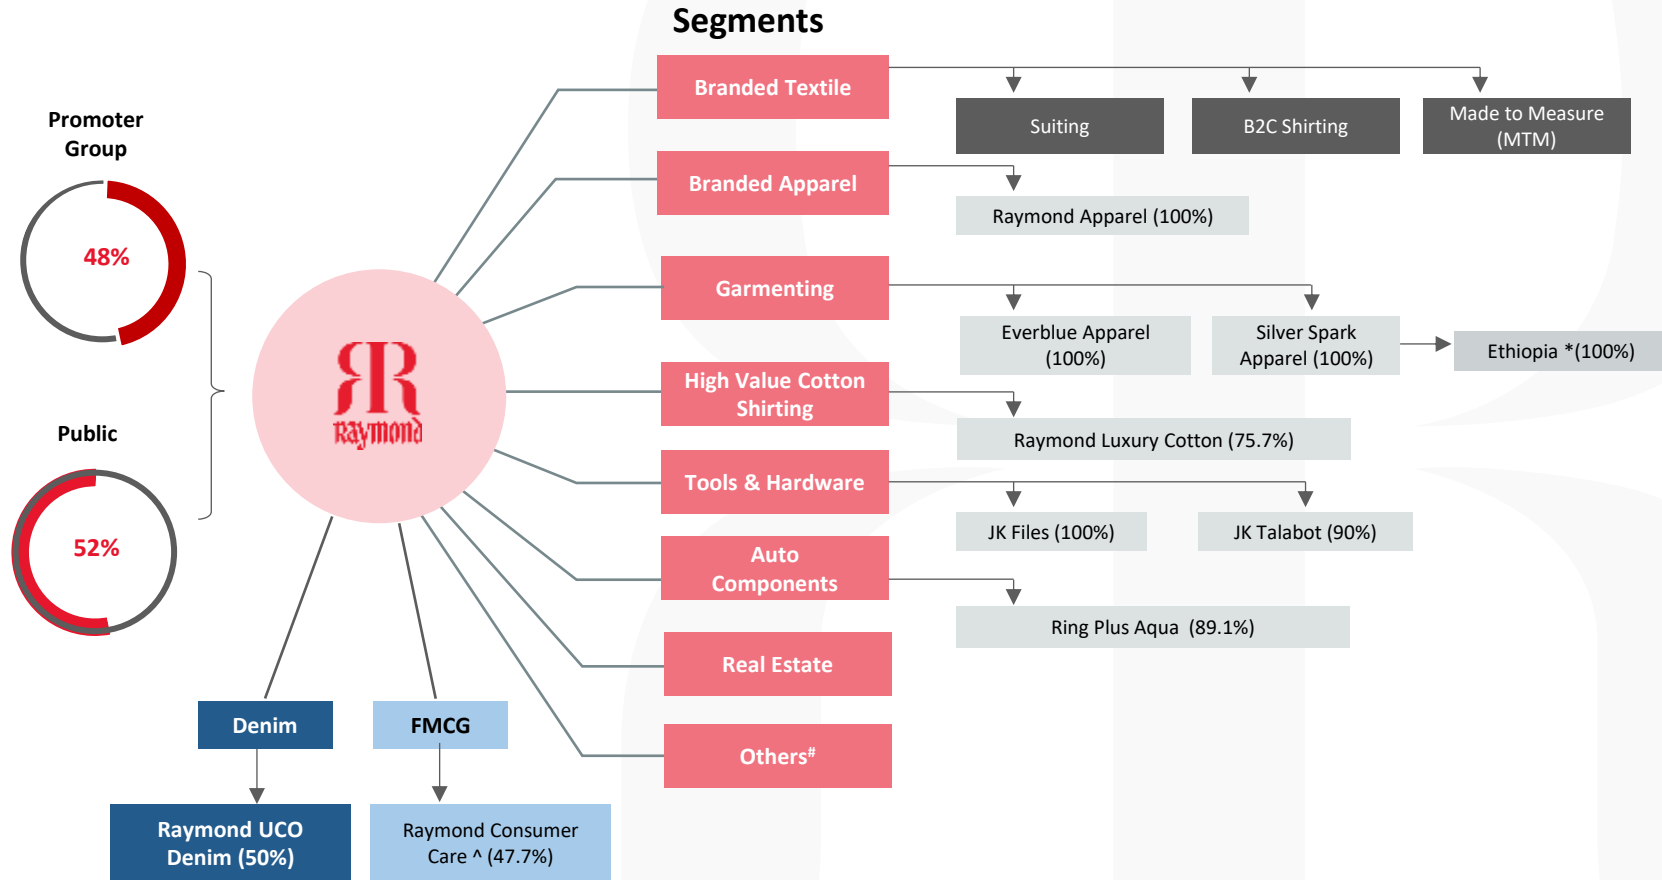 Segments
Promoter
Group
48%
Public
52%
Raymond
Branded Textile
Suiting
B2C Shirting
Made to Measure
(MTM)
Branded Apparel
Raymond Apparel (100%)
Garmenting
Everblue Apparel
(100%)
Silver Spark
Apparel (100%)
Ethiopia *(100%)
High Value Cotton
Shirting
Raymond Luxury Cotton (75.7%)
Tools & Hardware
JK Files (100%)
JK Talabot (90%)
Auto
Components
Ring Plus Aqua (89.1%)
Real Estate
Others#
Denim
Raymond UCO
Denim (50%)
FMCG
Raymond Consumer
Care ^ (47.7%)